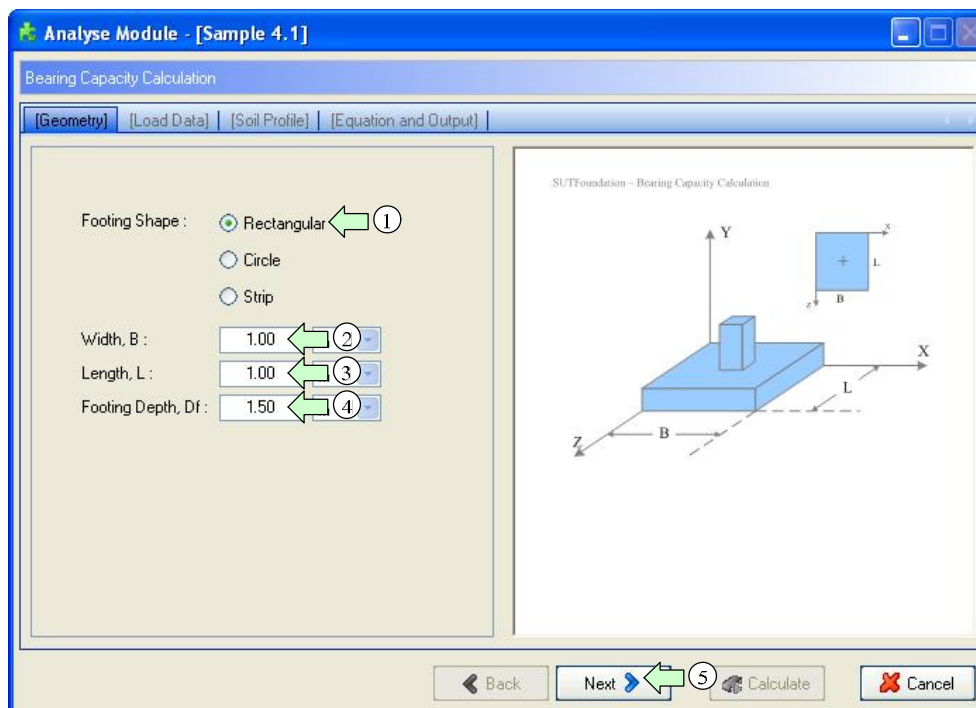 Analyse Module - [Sample 4.1]
Bearing Capacity Calculation
[Geometry] [Load Data] [Soil Profile] [Equation and Output]
Footing Shape :
Rectangular 1
Circle
Strip
Width, B : 1.00 2
Length, L : 1.00 3
Footing Depth, Df : 1.50 4
SUTFoundation – Bearing Capacity Calculation
Y
x
L
z
B
X
L
B
Z
Back Next 5 Calculate Cancel